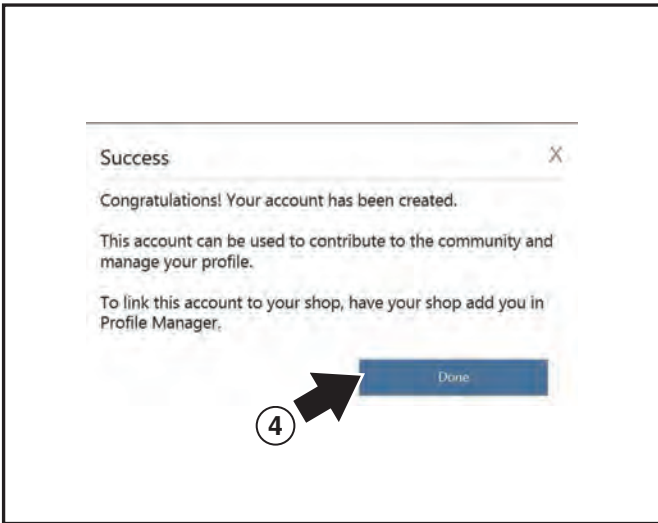 Success X
Congratulations! Your account has been created.
This account can be used to contribute to the community and
manage your profile.
To link this account to your shop, have your shop add you in
Profile Manager.
Done
4